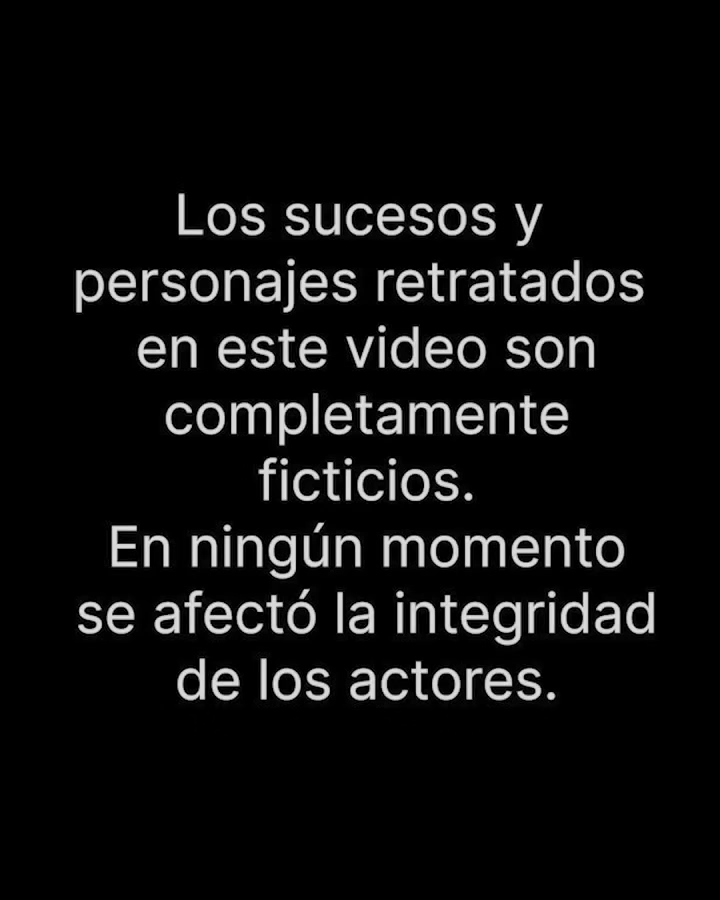 Los sucesos y
personajes retratados
en este video son
completamente
ficticios.
En ningún momento
se afectó la integridad
de los actores.